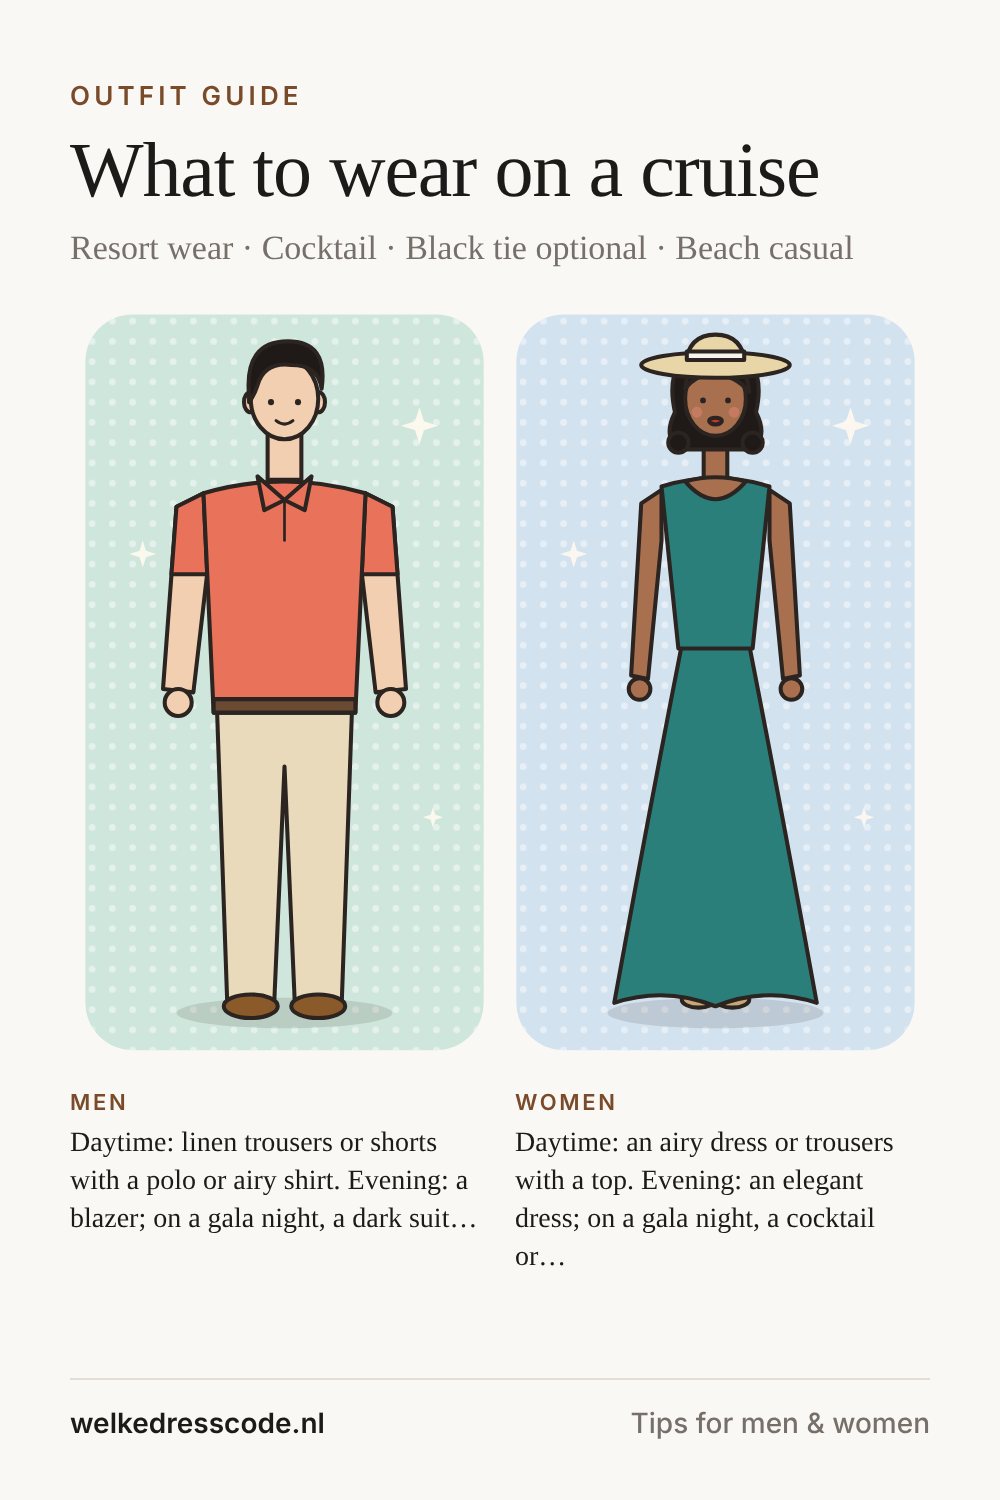 OUTFIT GUIDE
What to wear on a cruise
Resort wear · Cocktail · Black tie optional · Beach casual
MEN
Daytime: linen trousers or shorts
with a polo or airy shirt. Evening: a
blazer; on a gala night, a dark suit…
WOMEN
Daytime: an airy dress or trousers
with a top. Evening: an elegant
dress; on a gala night, a cocktail
or…
welkedresscode.nl
Tips for men & women